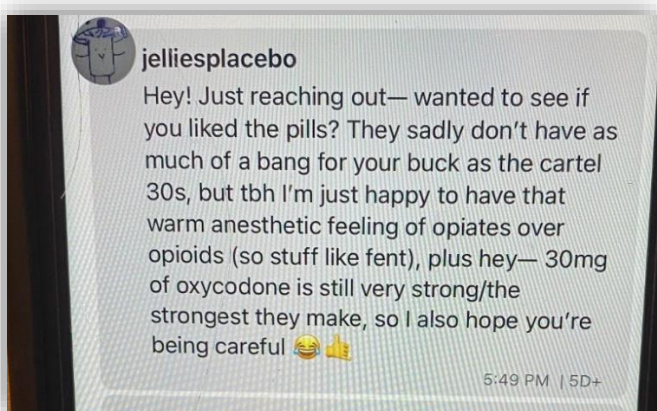 jelliesplacebo
Hey! Just reaching out— wanted to see if
you liked the pills? They sadly don’t have as
much of a bang for your buck as the cartel
30s, but tbh I’m just happy to have that
warm anesthetic feeling of opiates over
opioids (so stuff like fent), plus hey— 30mg
of oxycodone is still very strong/the
strongest they make, so I also hope you’re
being careful 😂👍
5:49 PM | 5D+